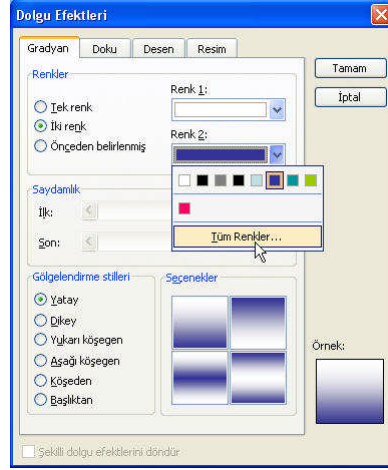 Dolgu Efektleri
Gradyan Doku Desen Resim
Tamam
İptal
Renkler
Tek renk
İki renk
Önceden belirlenmiş
Renk 1:
Renk 2:
Tüm Renkler...
Saydamlık
İlk:
Son:
Gölgelendirme stilleri
Yatay
Dikey
Yukarı köşegen
Aşağı köşegen
Köşeden
Başlıktan
Seçenekler
Örnek:
Şekilli dolgu efektlerini döndür